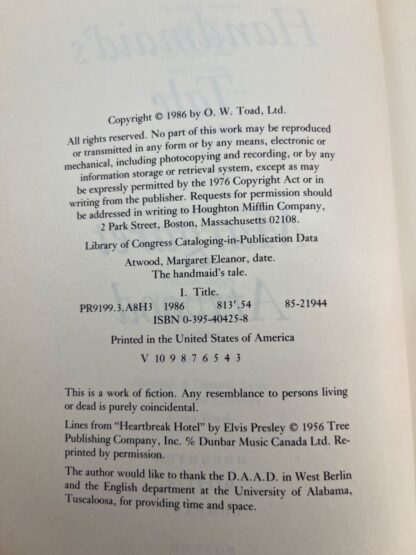 Handmaid's
Tale
Copyright © 1986 by O. W. Toad, Ltd.
All rights reserved. No part of this work may be reproduced
or transmitted in any form or by any means, electronic or
mechanical, including photocopying and recording, or by any
information storage or retrieval system, except as may
be expressly permitted by the 1976 Copyright Act or in
writing from the publisher. Requests for permission should
be addressed in writing to Houghton Mifflin Company,
2 Park Street, Boston, Massachusetts 02108.
Library of Congress Cataloging-in-Publication Data
Atwood, Margaret Eleanor, date.
The handmaid's tale.
I. Title.
PR9199.3.A8H3 1986 813'.54 85-21944
ISBN 0-395-40425-8
Printed in the United States of America
V 10 9 8 7 6 5 4 3
This is a work of fiction. Any resemblance to persons living
or dead is purely coincidental.
Lines from "Heartbreak Hotel" by Elvis Presley © 1956 Tree
Publishing Company, Inc. ℅ Dunbar Music Canada Ltd. Re-
printed by permission.
The author would like to thank the D.A.A.D. in West Berlin
and the English department at the University of Alabama,
Tuscaloosa, for providing time and space.